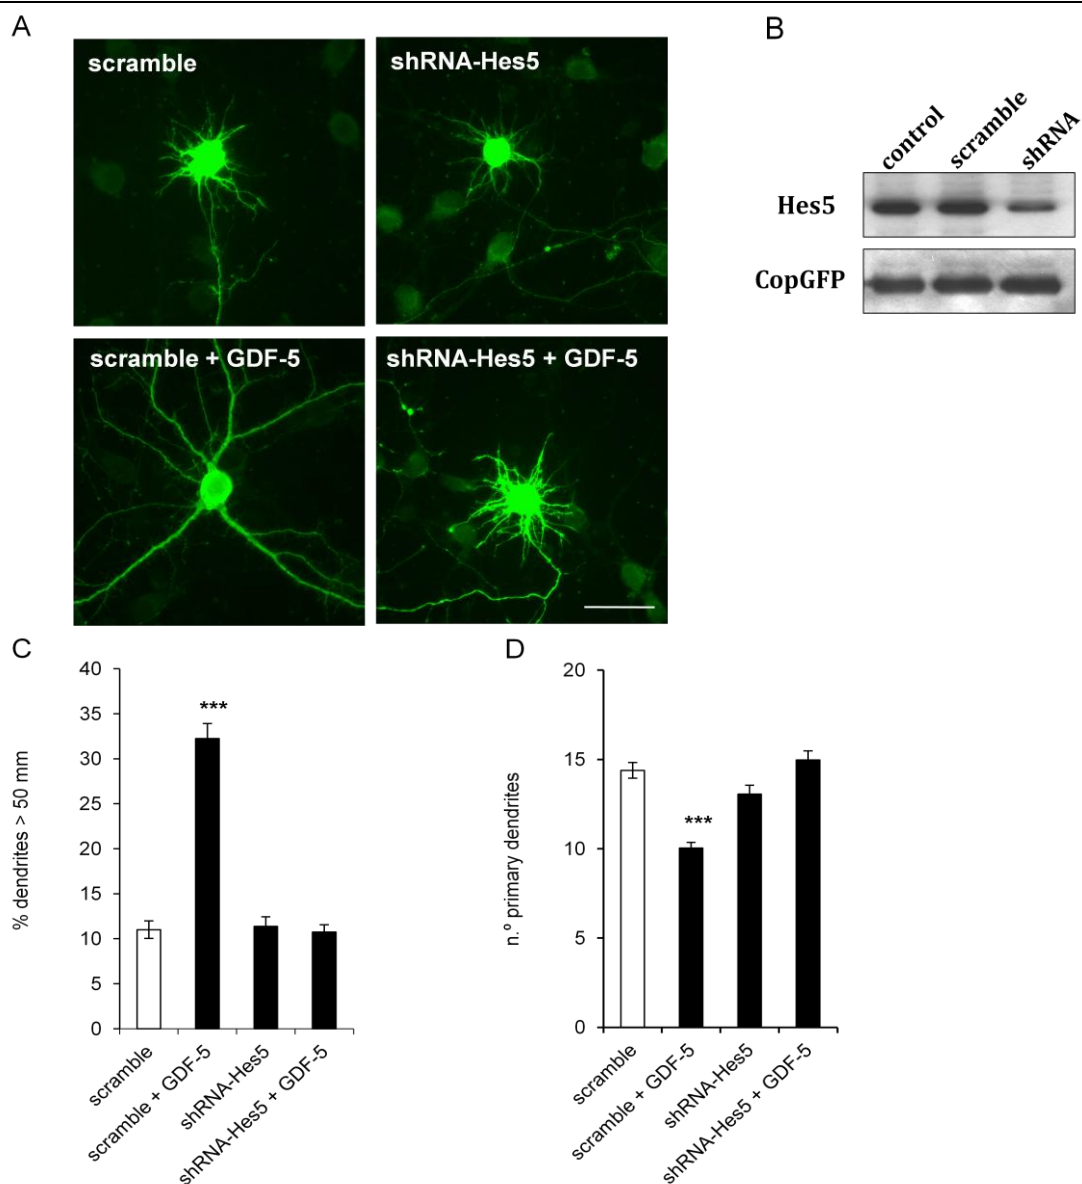 A
B
scramble
shRNA-Hes5
control
scramble
shRNA
Hes5
CopGFP
scramble + GDF-5
shRNA-Hes5 + GDF-5
C
D
% dendrites > 50 mm
40
35
30
25
20
15
10
5
0
***
scramble
scramble + GDF-5
shRNA-Hes5
shRNA-Hes5 + GDF-5
n.º primary dendrites
20
15
10
5
0
***
scramble
scramble + GDF-5
shRNA-Hes5
shRNA-Hes5 + GDF-5